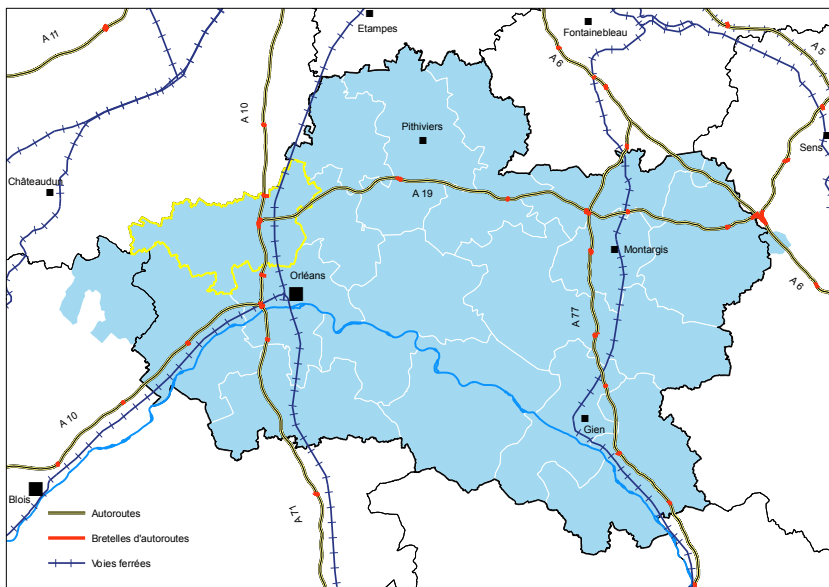 Etampes
Fontainebleau
A 11
A 6
A 5
A 10
Pithiviers
Sens
Châteaudun
A 19
Montargis
Orléans
A 6
A 77
A 10
Gien
Blois
A 71
Autoroutes
Bretelles d'autoroutes
Voies ferrées